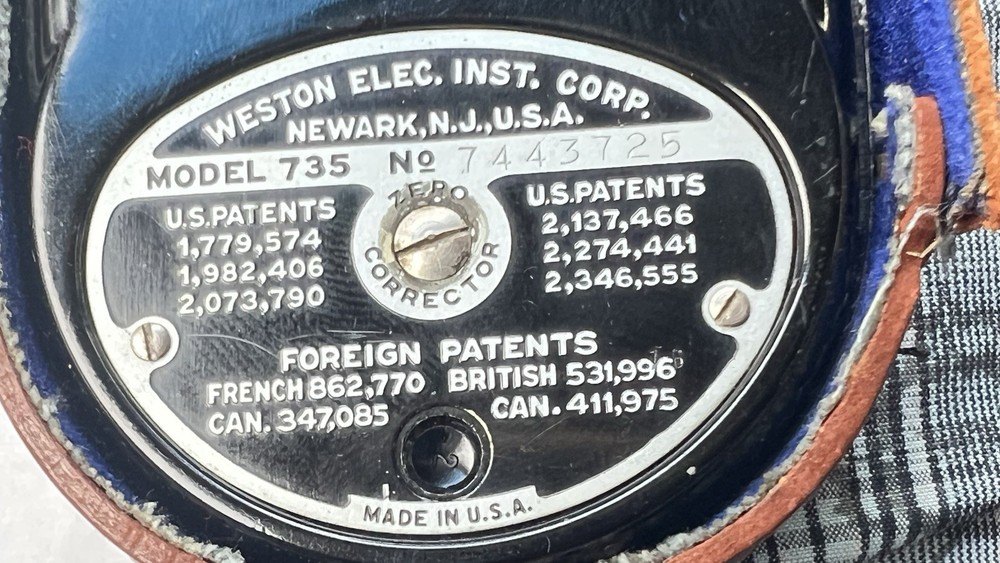 WESTON ELEC. INST. CORP.
NEWARK, N.J., U.S.A.
MODEL 735 No 7443725
ZERO CORRECTOR
U.S. PATENTS
1,779,574
1,982,406
2,073,790
U.S. PATENTS
2,137,466
2,274,441
2,346,555
FOREIGN PATENTS
FRENCH 862,770 BRITISH 531,996
CAN. 347,085 CAN. 411,975
MADE IN U.S.A.